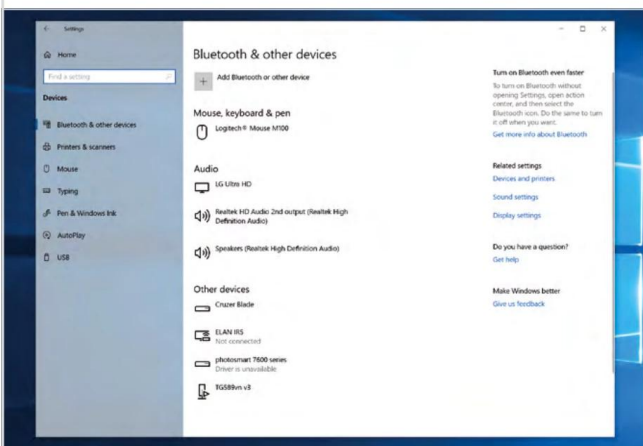 Settings
Home
Find a setting
Devices
Bluetooth & other devices
Printers & scanners
Mouse
Typing
Pen & Windows Ink
AutoPlay
USB
Bluetooth & other devices
Add Bluetooth or other device
Mouse, keyboard & pen
Logitech® Mouse M100
Audio
LG Ultra HD
Realtek HD Audio 2nd output (Realtek High
Definition Audio)
Speakers (Realtek High Definition Audio)
Other devices
Cruzer Blade
ELAN IRS
Not connected
photosmart 7600 series
Driver is unavailable
TG589vn v3
Turn on Bluetooth even faster
To turn on Bluetooth without
opening Settings, open action
center, and then select the
Bluetooth icon. Do the same to turn
it off when you want.
Get more info about Bluetooth
Related settings
Devices and printers
Sound settings
Display settings
Do you have a question?
Get help
Make Windows better
Give us feedback